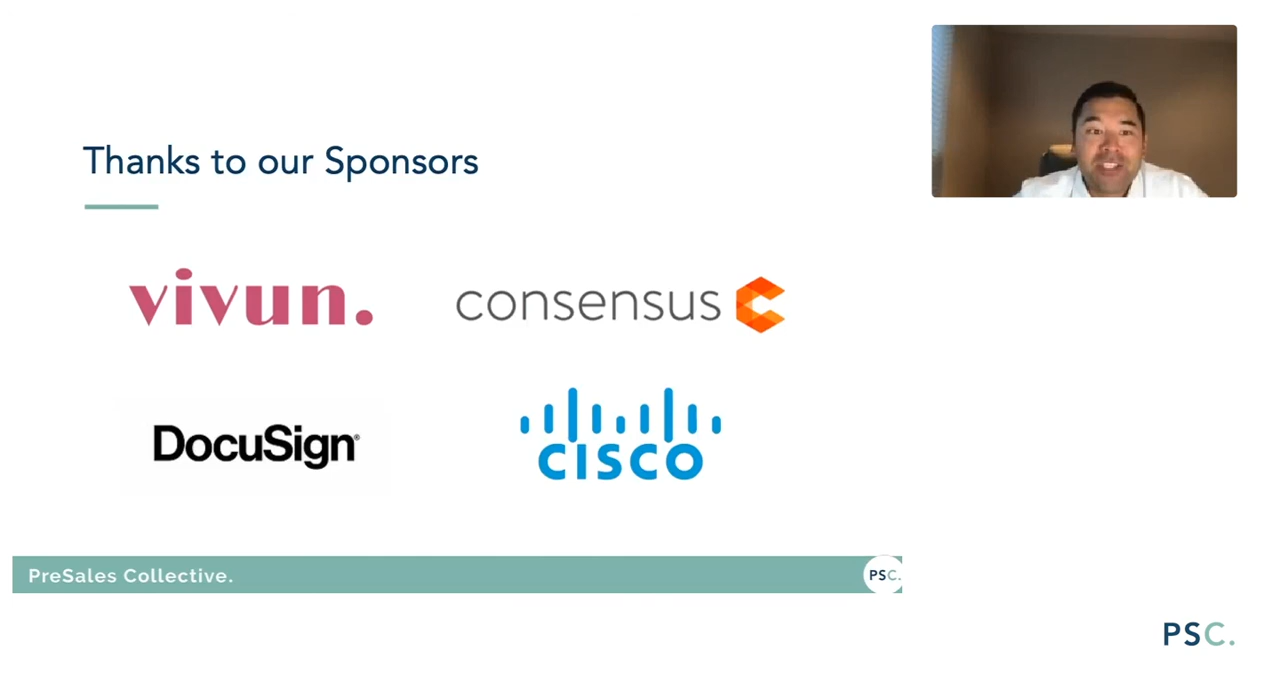 Thanks to our Sponsors
vivun.
consensus
DocuSign®
CISCO
PreSales Collective.
PSC.
PSC.